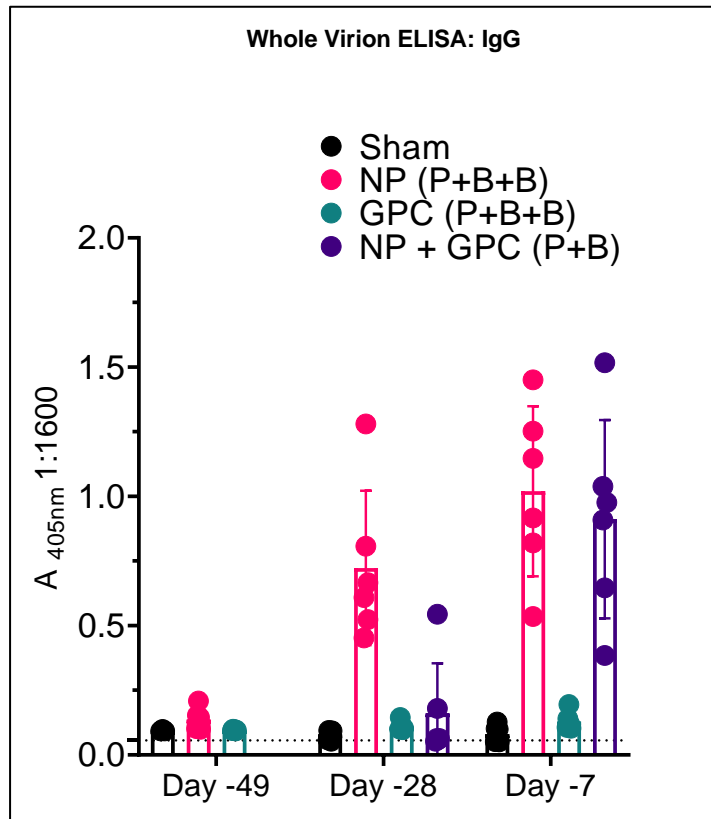 Whole Virion ELISA: IgG
Sham
NP (P+B+B)
GPC (P+B+B)
NP + GPC (P+B)
2.0
1.5
1.0
0.5
0.0
A 405nm 1:1600
Day -49
Day -28
Day -7